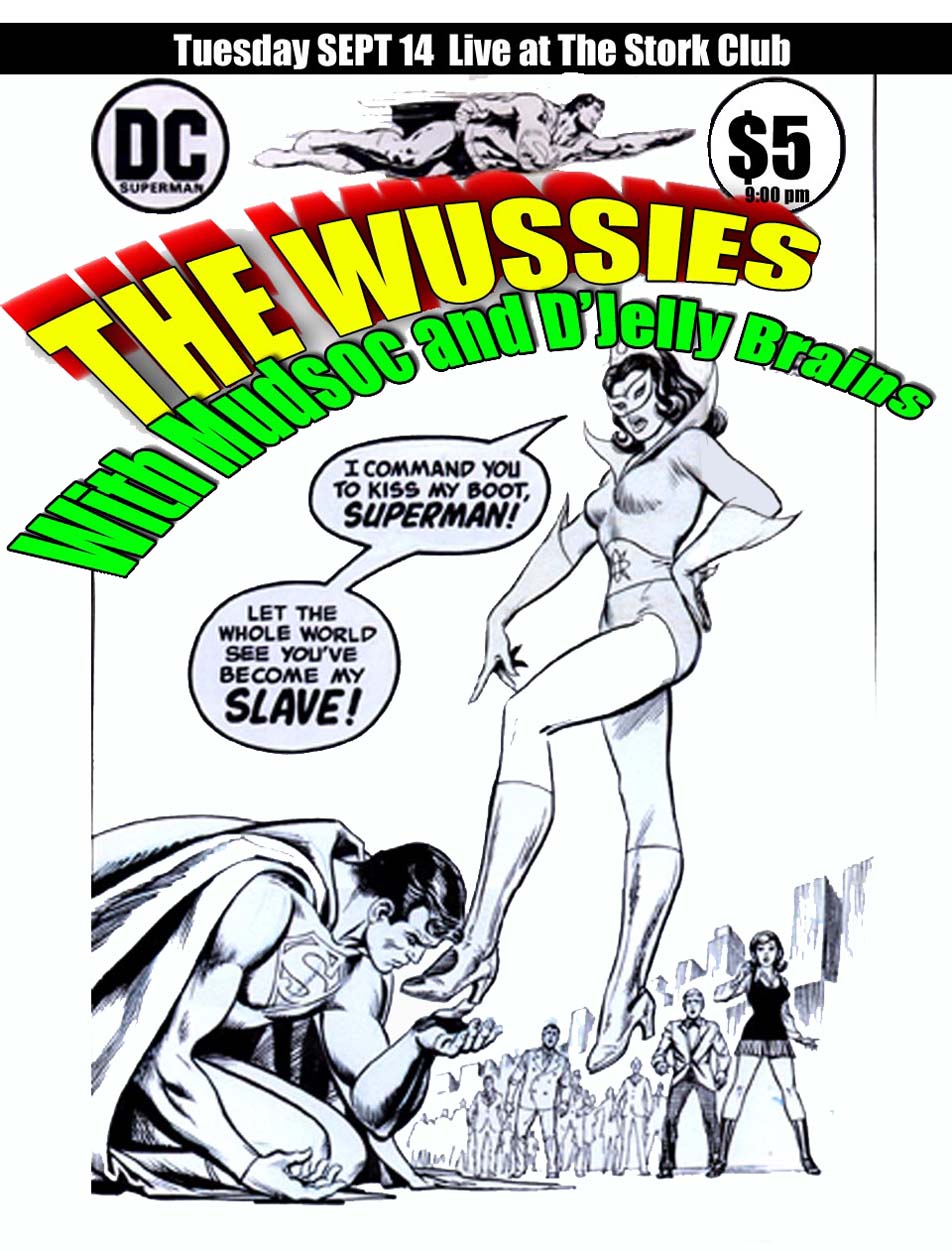 Tuesday SEPT 14 Live at The Stork Club
DC
SUPERMAN
$5
9:00 pm
THE WUSSIES
With Mudsoc and D'Jelly Brains
I COMMAND YOU
TO KISS MY BOOT,
SUPERMAN!
LET THE
WHOLE WORLD
SEE YOU'VE
BECOME MY
SLAVE!
S